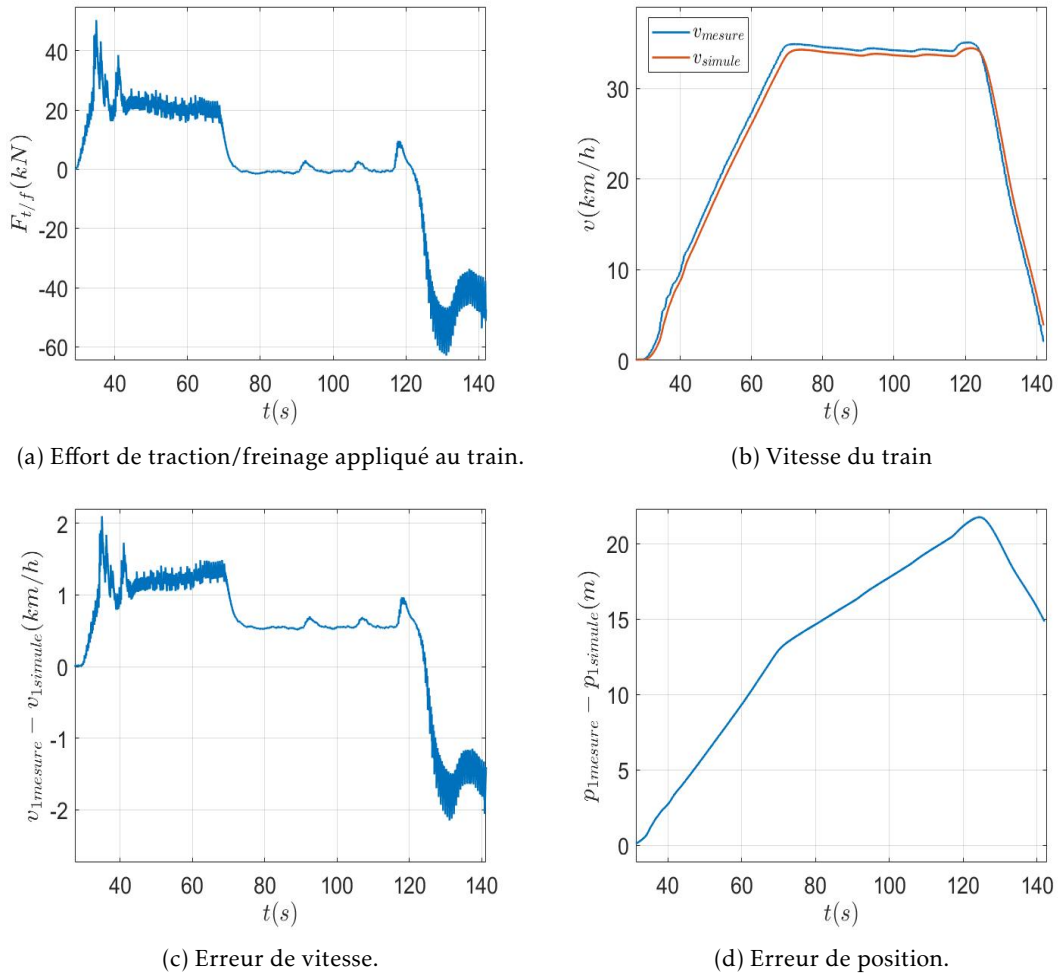 40
20
0
-20
-40
-60
F_{t/f}(kN)
40 60 80 100 120 140
t(s)
(a) Effort de traction/freinage appliqué au train.
v_{mesure}
v_{simule}
30
20
10
0
v(km/h)
40 60 80 100 120 140
t(s)
(b) Vitesse du train
2
1
0
-1
-2
v_{1mesure} − v_{1simule}(km/h)
40 60 80 100 120 140
t(s)
(c) Erreur de vitesse.
20
15
10
5
0
p_{1mesure} − p_{1simule}(m)
40 60 80 100 120 140
t(s)
(d) Erreur de position.